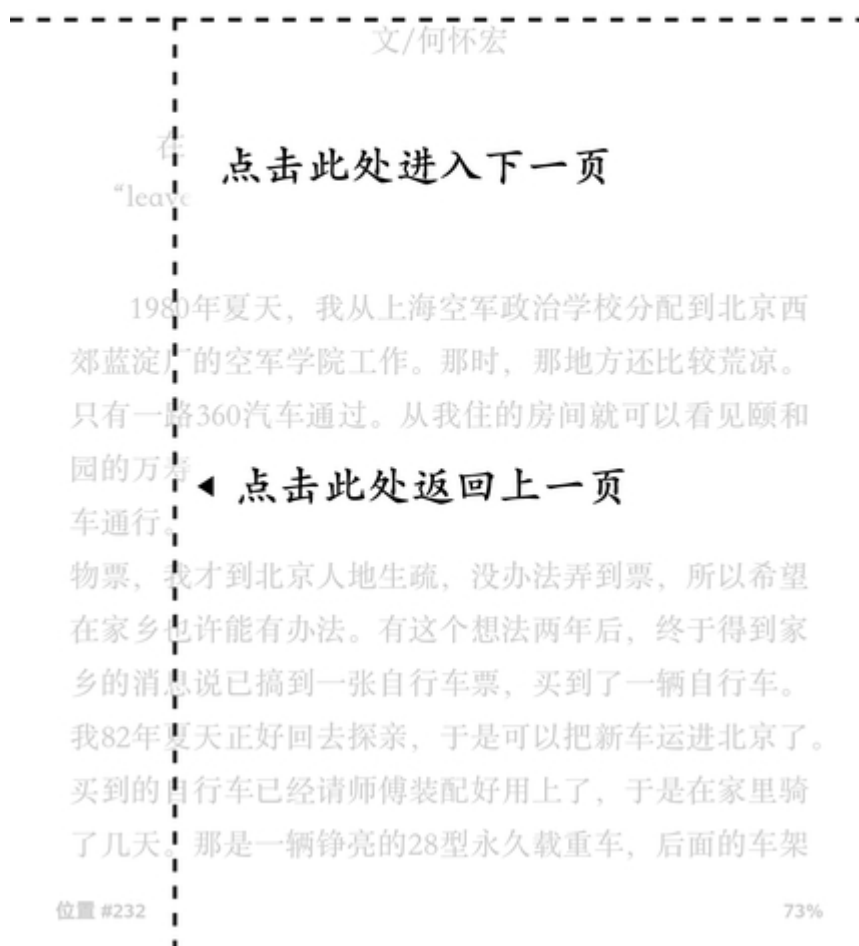 文/何怀宏
在
点击此处进入下一页
“leave
1980年夏天，我从上海空军政治学校分配到北京西
郊蓝淀厂的空军学院工作。那时，那地方还比较荒凉。
只有一路360汽车通过。从我住的房间就可以看见颐和
园的万寿
◂ 点击此处返回上一页
车通行。
物票，我才到北京人地生疏，没办法弄到票，所以希望
在家乡也许能有办法。有这个想法两年后，终于得到家
乡的消息说已搞到一张自行车票，买到了一辆自行车。
我82年夏天正好回去探亲，于是可以把新车运进北京了。
买到的自行车已经请师傅装配好用上了，于是在家里骑
了几天。那是一辆铮亮的28型永久载重车，后面的车架
位置 #232
73%